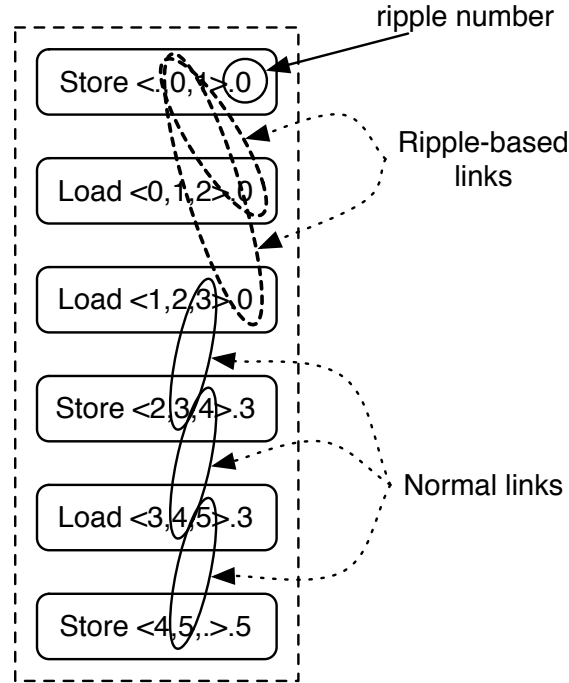 ripple number
Store <.,0,1>.0
Ripple-based
links
Load <0,1,2>.0
Load <1,2,3>.0
Store <2,3,4>.3
Normal links
Load <3,4,5>.3
Store <4,5,.>.5